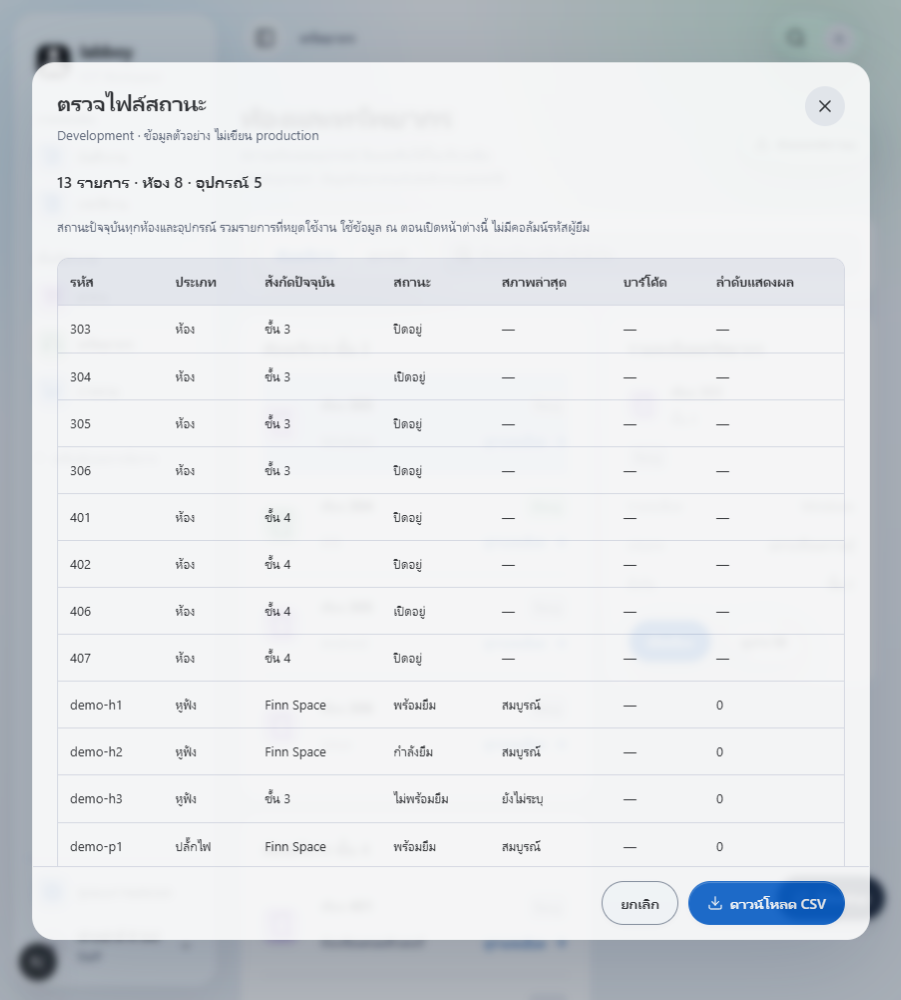 ตรวจไฟล์สถานะ
Development · ข้อมูลตัวอย่าง ไม่เขียน production
13 รายการ · ห้อง 8 · อุปกรณ์ 5
สถานะปัจจุบันทุกห้องและอุปกรณ์ รวมรายการที่หยุดใช้งาน ใช้ข้อมูล ณ ตอนเปิดหน้าต่างนี้ ไม่มีคอลัมน์รหัสผู้ยืม
รหัส ประเภท สังกัดปัจจุบัน สถานะ สภาพล่าสุด บาร์โค้ด ลำดับแสดงผล
303 ห้อง ชั้น 3 ปิดอยู่ — — —
304 ห้อง ชั้น 3 เปิดอยู่ — — —
305 ห้อง ชั้น 3 ปิดอยู่ — — —
306 ห้อง ชั้น 3 ปิดอยู่ — — —
401 ห้อง ชั้น 4 ปิดอยู่ — — —
402 ห้อง ชั้น 4 ปิดอยู่ — — —
406 ห้อง ชั้น 4 เปิดอยู่ — — —
407 ห้อง ชั้น 4 ปิดอยู่ — — —
demo-h1 หูฟัง Finn Space พร้อมยืม สมบูรณ์ — 0
demo-h2 หูฟัง Finn Space กำลังยืม สมบูรณ์ — 0
demo-h3 หูฟัง ชั้น 3 ไม่พร้อมยืม ยังไม่ระบุ — 0
demo-p1 ปลั๊กไฟ Finn Space พร้อมยืม สมบูรณ์ — 0
ยกเลิก ดาวน์โหลด CSV